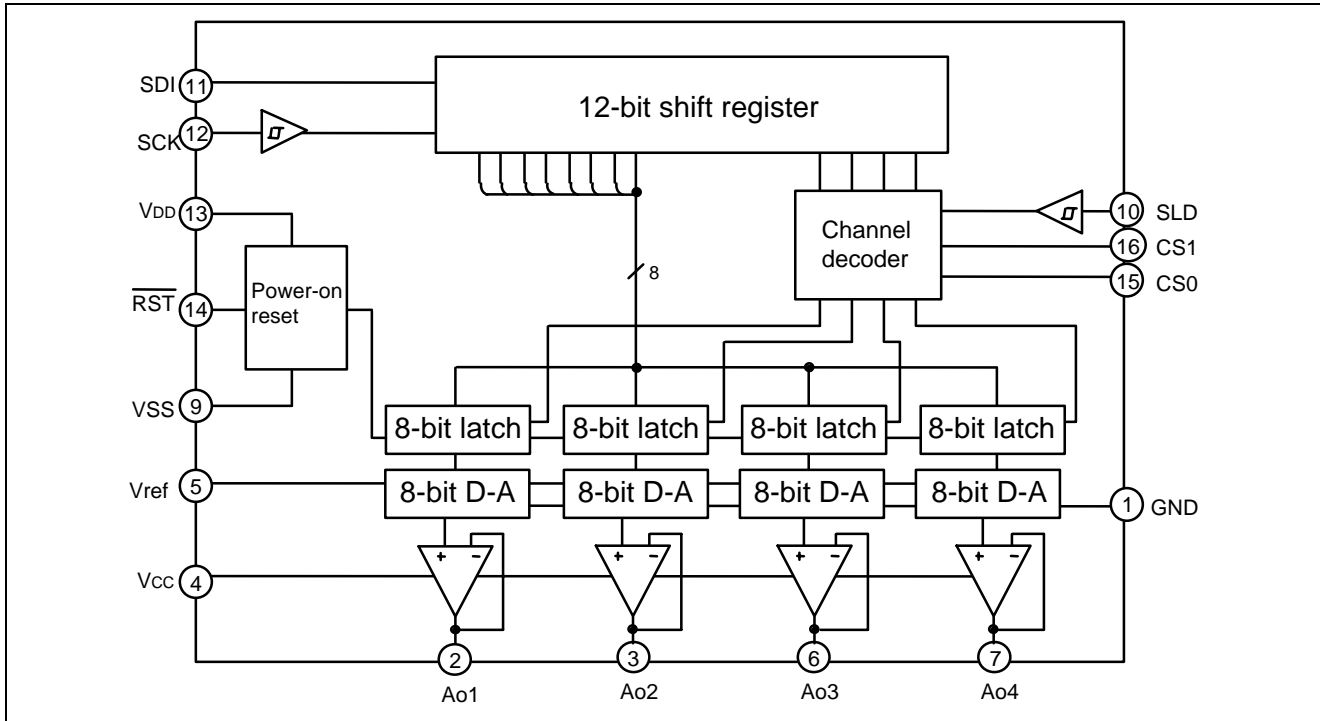 SDI 11
12-bit shift register
SCK 12
VDD 13
10 SLD
Channel
decoder
16 CS1
15 CS0
8
Power-on
reset
RST 14
VSS 9
8-bit latch 8-bit latch 8-bit latch 8-bit latch
Vref 5
8-bit D-A 8-bit D-A 8-bit D-A 8-bit D-A
1 GND
+ - + - + - + -
VCC 4
2 3 6 7
Ao1 Ao2 Ao3 Ao4